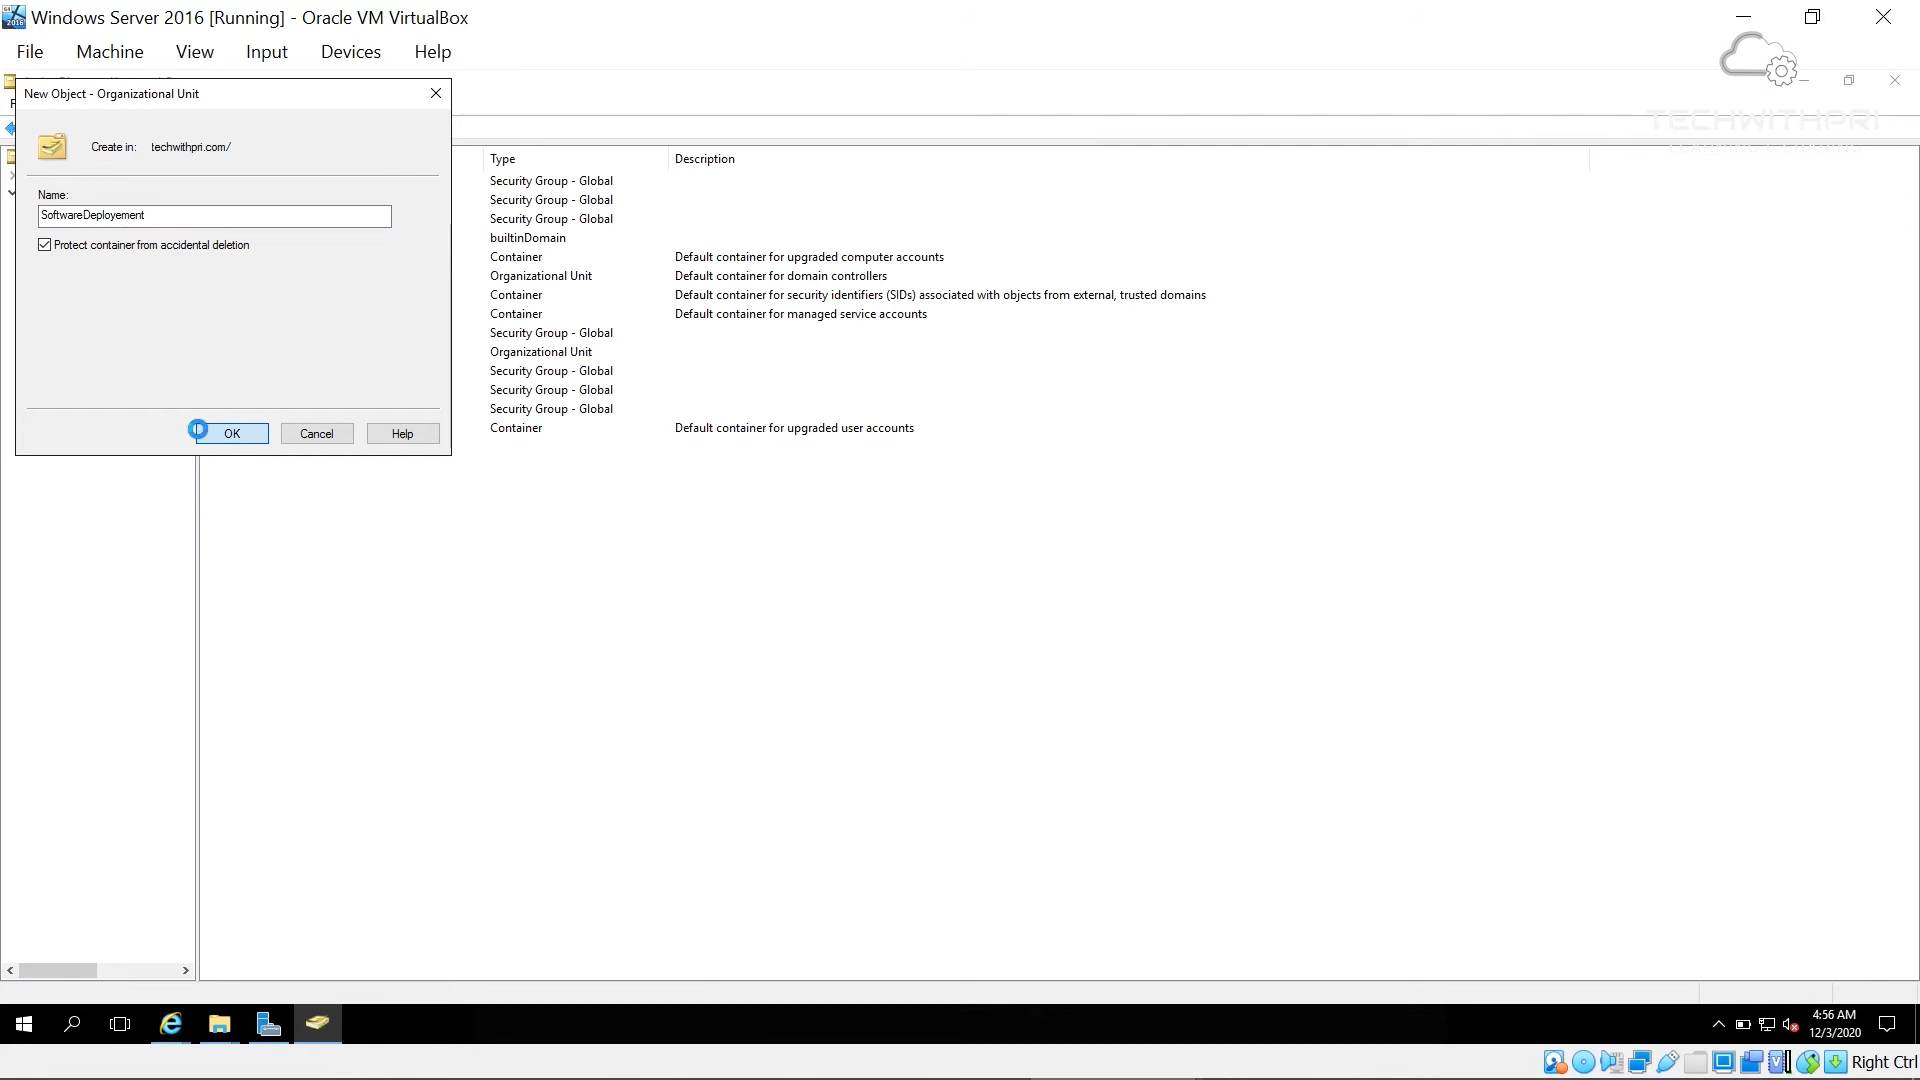 Windows Server 2016 [Running] - Oracle VM VirtualBox
File Machine View Input Devices Help
New Object - Organizational Unit
Create in: techwithpri.com/
Name:
SoftwareDeployement
Protect container from accidental deletion
OK Cancel Help
TECHWITHPRI
Type Description
Security Group - Global
Security Group - Global
Security Group - Global
builtinDomain
Container Default container for upgraded computer accounts
Organizational Unit Default container for domain controllers
Container Default container for security identifiers (SIDs) associated with objects from external, trusted domains
Container Default container for managed service accounts
Security Group - Global
Organizational Unit
Security Group - Global
Security Group - Global
Security Group - Global
Container Default container for upgraded user accounts
4:56 AM
12/3/2020
Right Ctrl